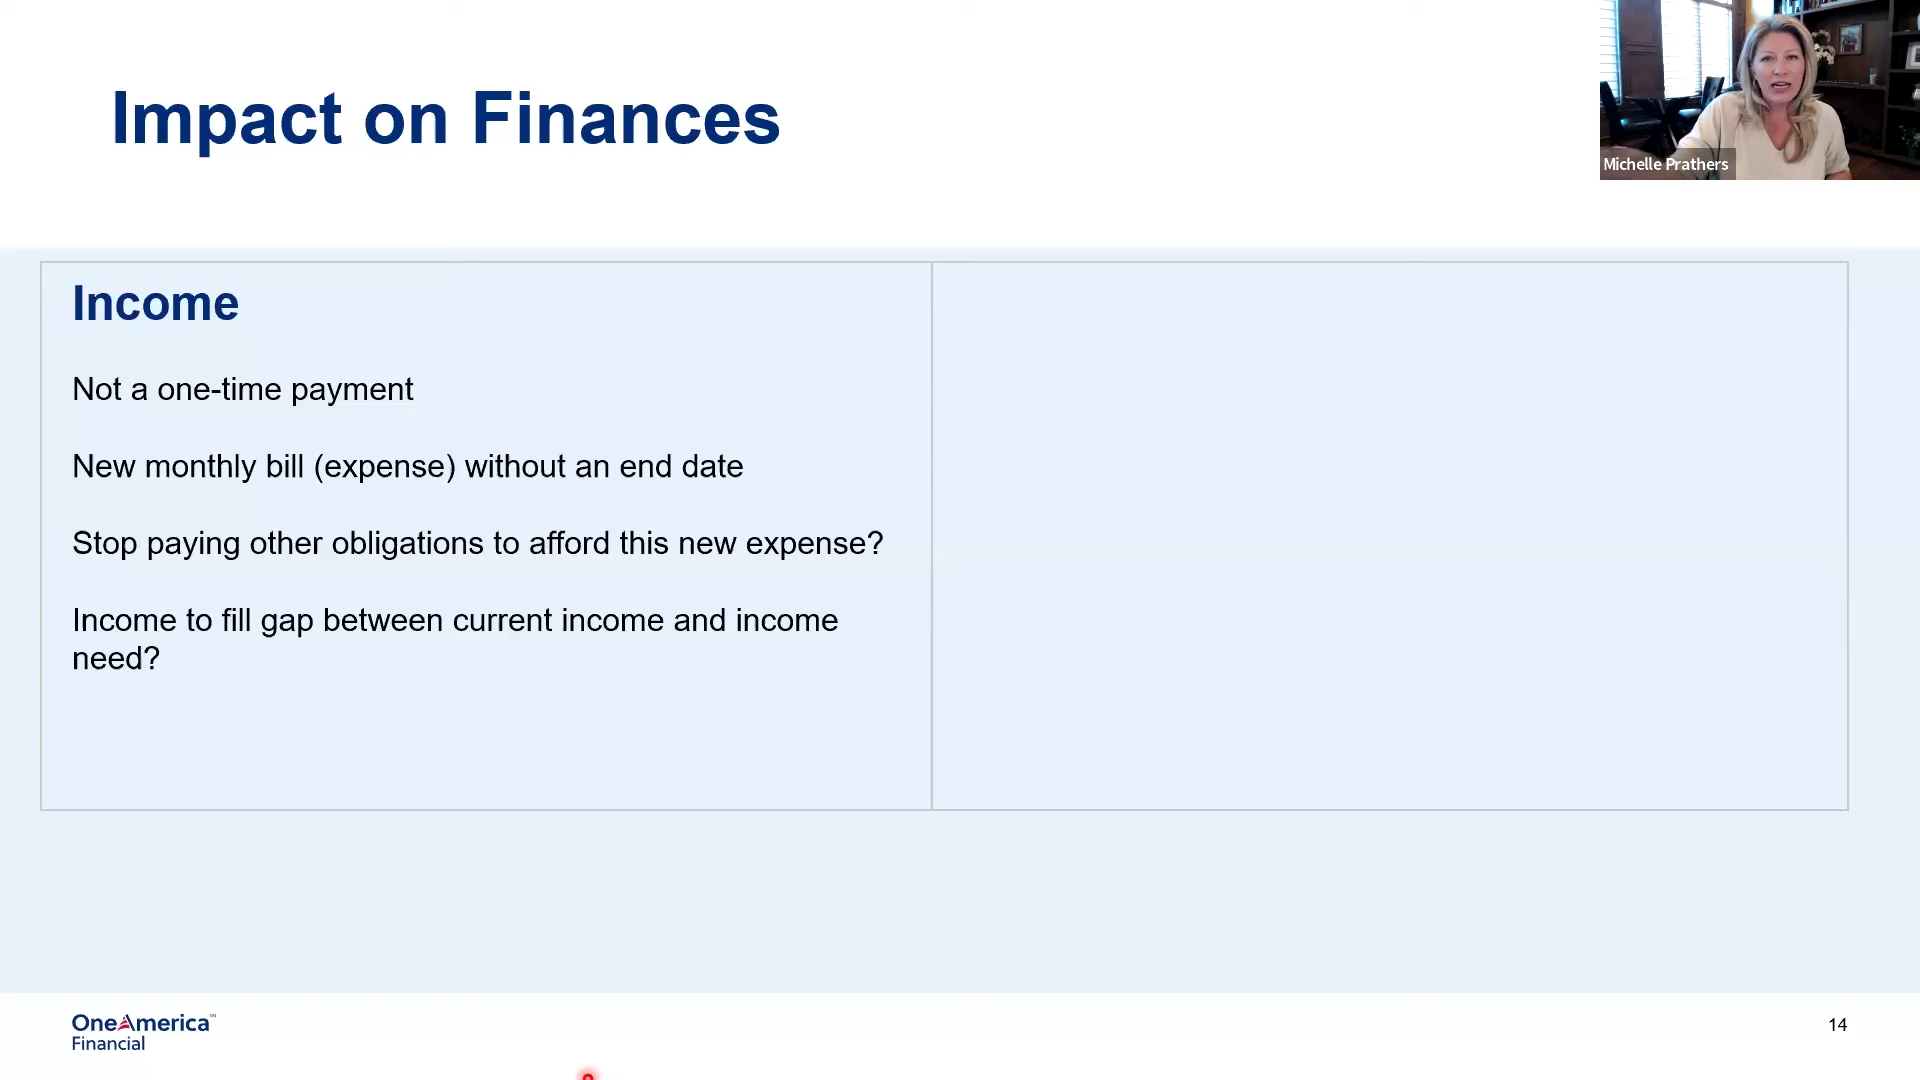 Impact on Finances
Michelle Prathers
Income
Not a one-time payment
New monthly bill (expense) without an end date
Stop paying other obligations to afford this new expense?
Income to fill gap between current income and income
need?
OneAmerica℠
Financial
14